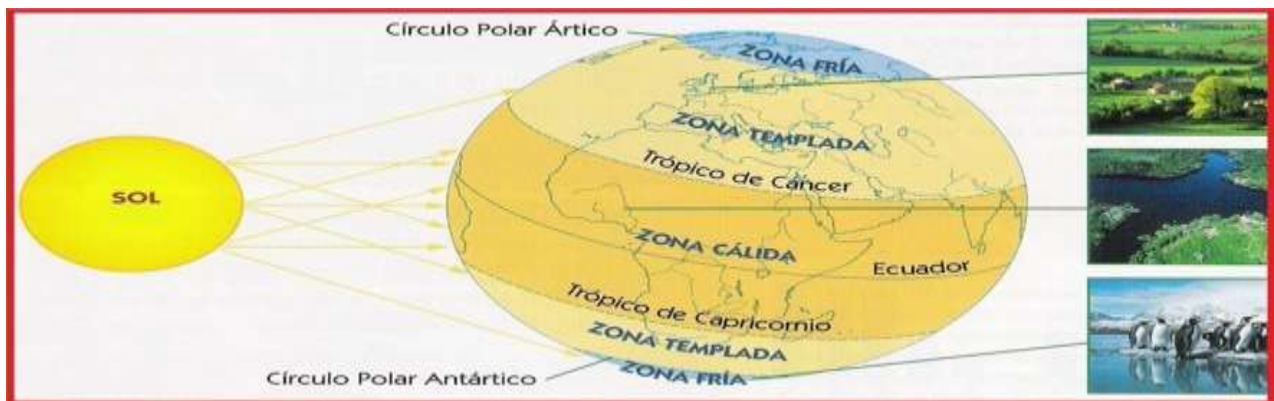 Círculo Polar Ártico
ZONA FRÍA
ZONA TEMPLADA
Trópico de Cáncer
SOL
ZONA CÁLIDA
Ecuador
Trópico de Capricornio
ZONA TEMPLADA
Círculo Polar Antártico
ZONA FRÍA